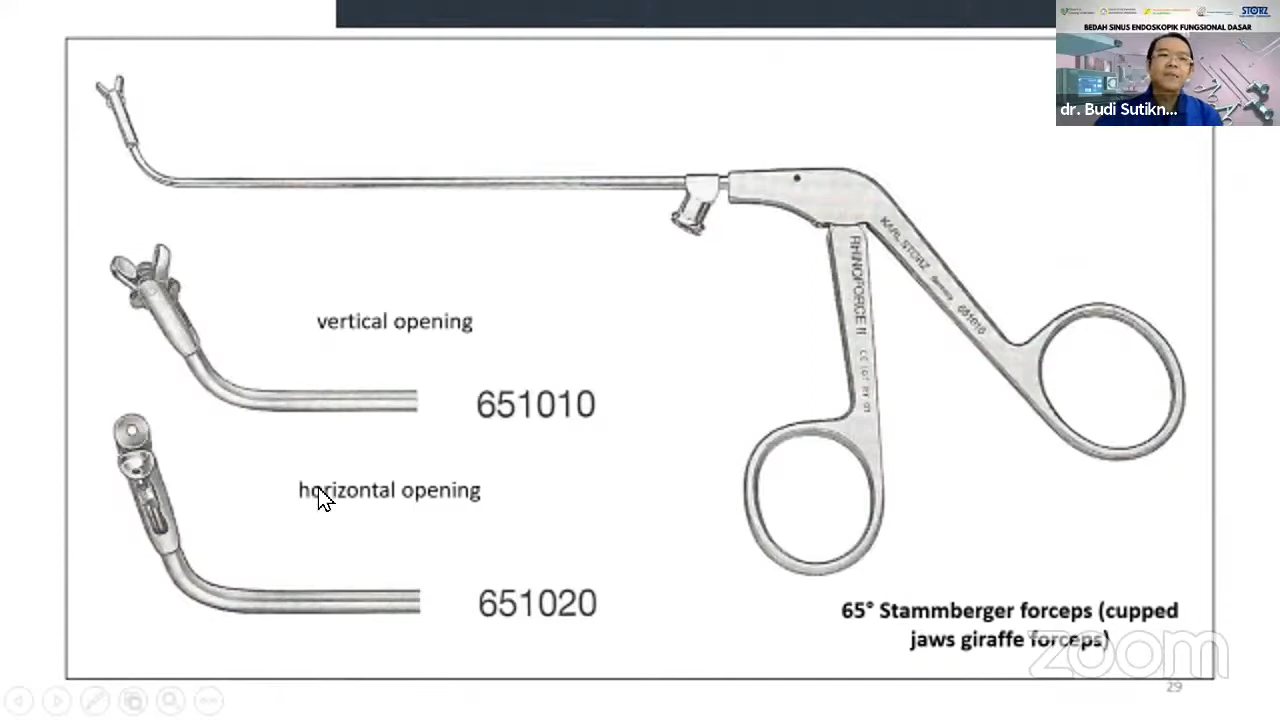 STORZ
BEDAH SINUS ENDOSKOPIK FUNGSIONAL DASAR
dr. Budi Sutikn...
KARL STORZ
Germany
651010
RHINOFORCE II
vertical opening
651010
horizontal opening
651020
65° Stammberger forceps (cupped
jaws giraffe forceps)
zoom
29